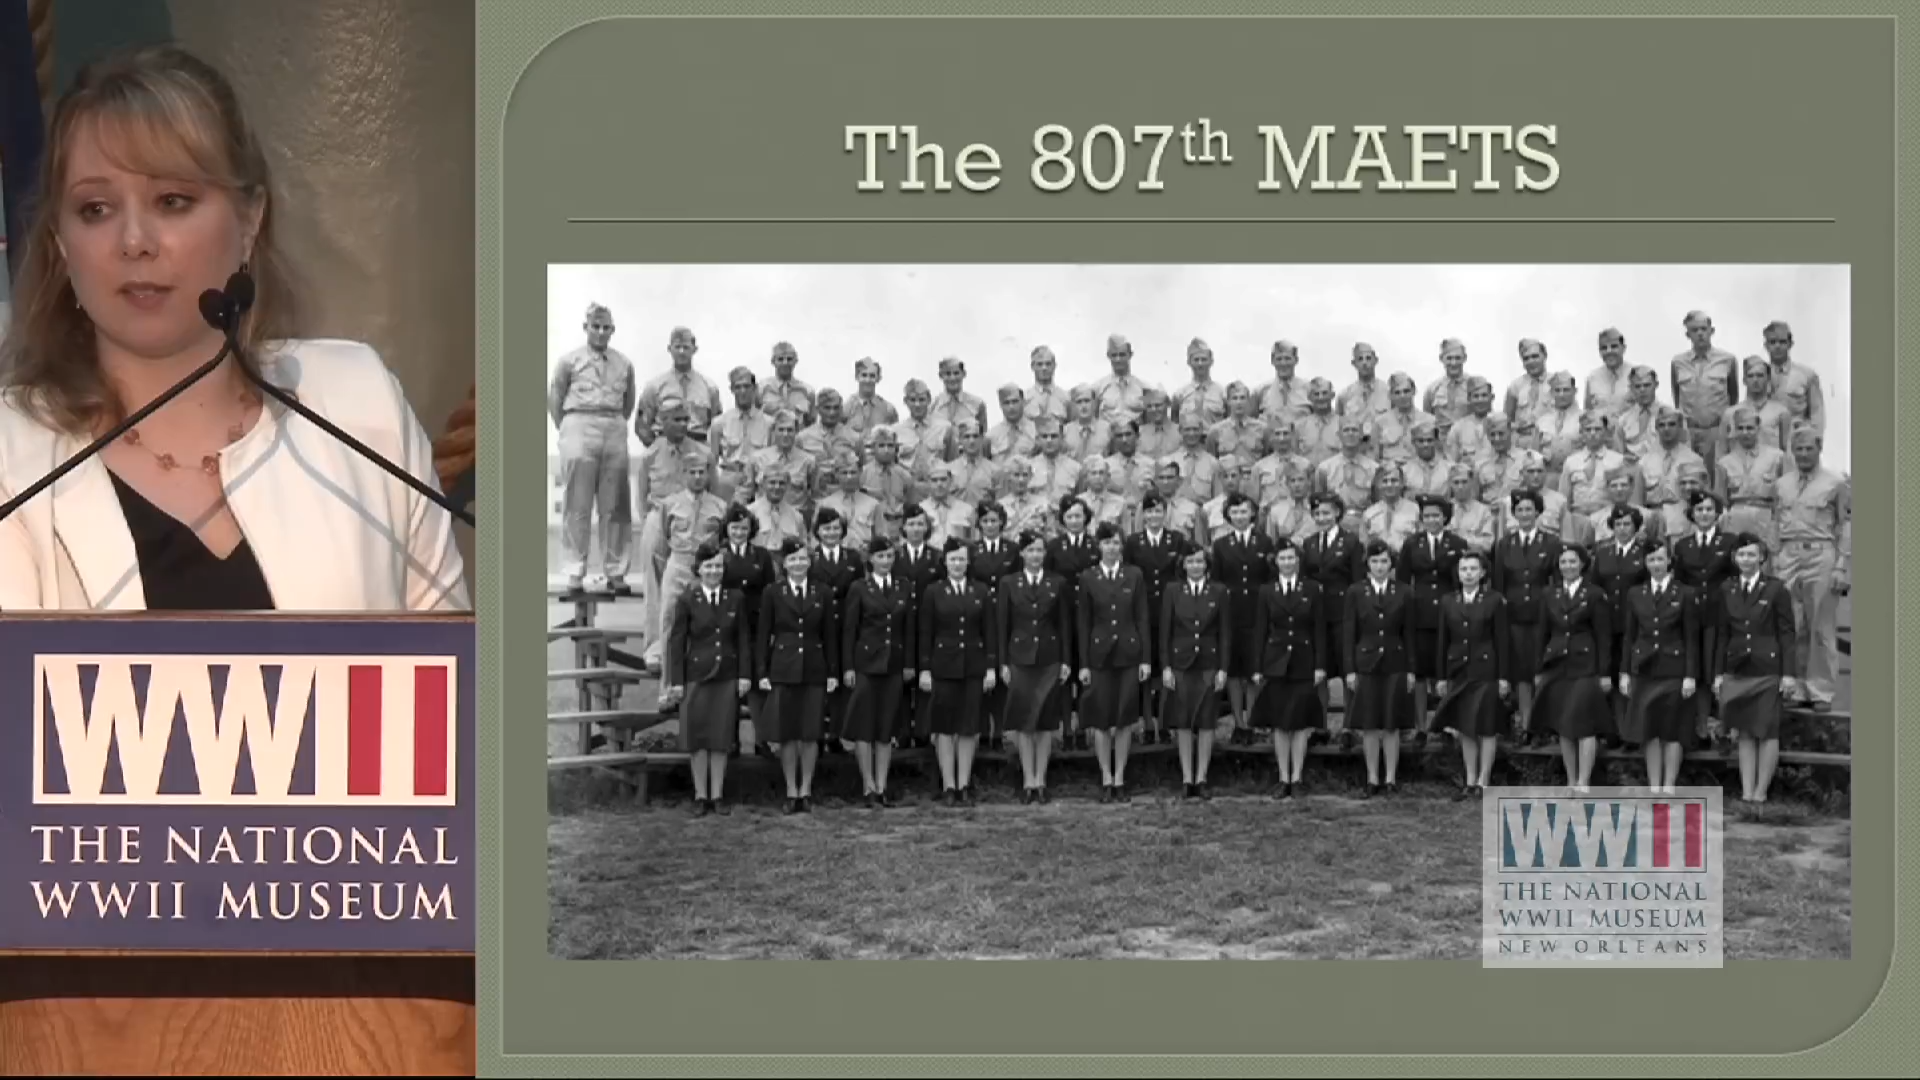 The 807th MAETS
WWII
THE NATIONAL
WWII MUSEUM
WWII
THE NATIONAL
WWII MUSEUM
NEW ORLEANS